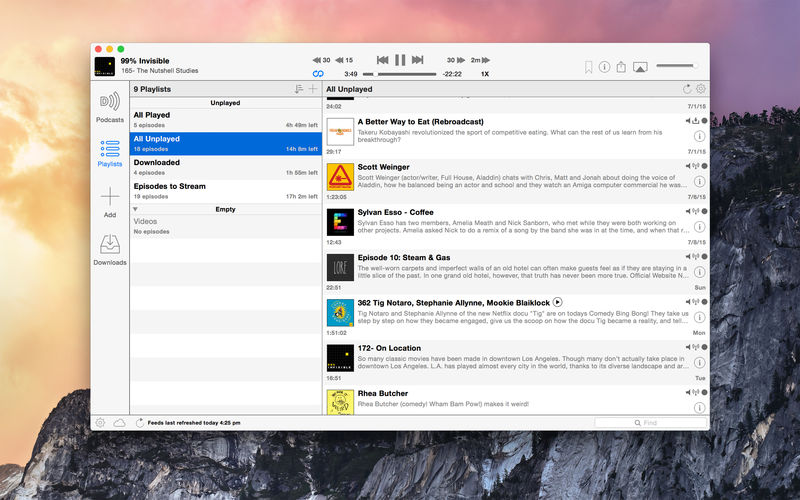 99% Invisible
165- The Nutshell Studies
30 15
30 2m
3:49 -22:22 1X
Podcasts
Playlists
Add
Downloads
9 Playlists
Unplayed
All Played
5 episodes 4h 49m left
All Unplayed
18 episodes 14h 8m left
Downloaded
4 episodes 1h 55m left
Episodes to Stream
19 episodes 17h 2m left
Empty
Videos
No episodes
All Unplayed
24:02 7/1/15
A Better Way to Eat (Rebroadcast)
Takeru Kobayashi revolutionized the sport of competitive eating. What can the rest of us learn from his
breakthrough?
29:17 7/1/15
Scott Weinger
Scott Weinger (actor/writer, Full House, Aladdin) chats with Chris, Matt and Jonah about doing the voice of
Aladdin, how he balanced being an actor and school and they watch an Amiga computer commercial he was...
1:23:05 7/6/15
Sylvan Esso - Coffee
Sylvan Esso has two members, Amelia Meath and Nick Sanborn, who met while they were both working on
other projects. Amelia asked Nick to do a remix of a song by the band she was in at the time, and when that r...
12:43 7/8/15
LORE
Episode 10: Steam & Gas
The well-worn carpets and imperfect walls of an old hotel can often make guests feel as if they are staying in a
little slice of the past. In one grand old hotel, however, that truth has never been more true. Official Website N...
22:51 Sun
362 Tig Notaro, Stephanie Allynne, Mookie Blaiklock
Tig Notaro and Stephanie Allynne of the new Netflix docu "Tig" are on todays Comedy Bing Bong! They take us
step by step on how they became engaged, give us the scoop on how the docu Tig became a reality, and tell...
1:51:02 Mon
172- On Location
So many classic movies have been made in downtown Los Angeles. Though many don't actually take place in
downtown Los Angeles. L.A. has played almost every city in the world, thanks to its diverse landscape and ar...
16:51 Tue
Rhea Butcher
Rhea Butcher (comedy! Wham Bam Pow!) makes it weird!
Feeds last refreshed today 4:25 pm
Find